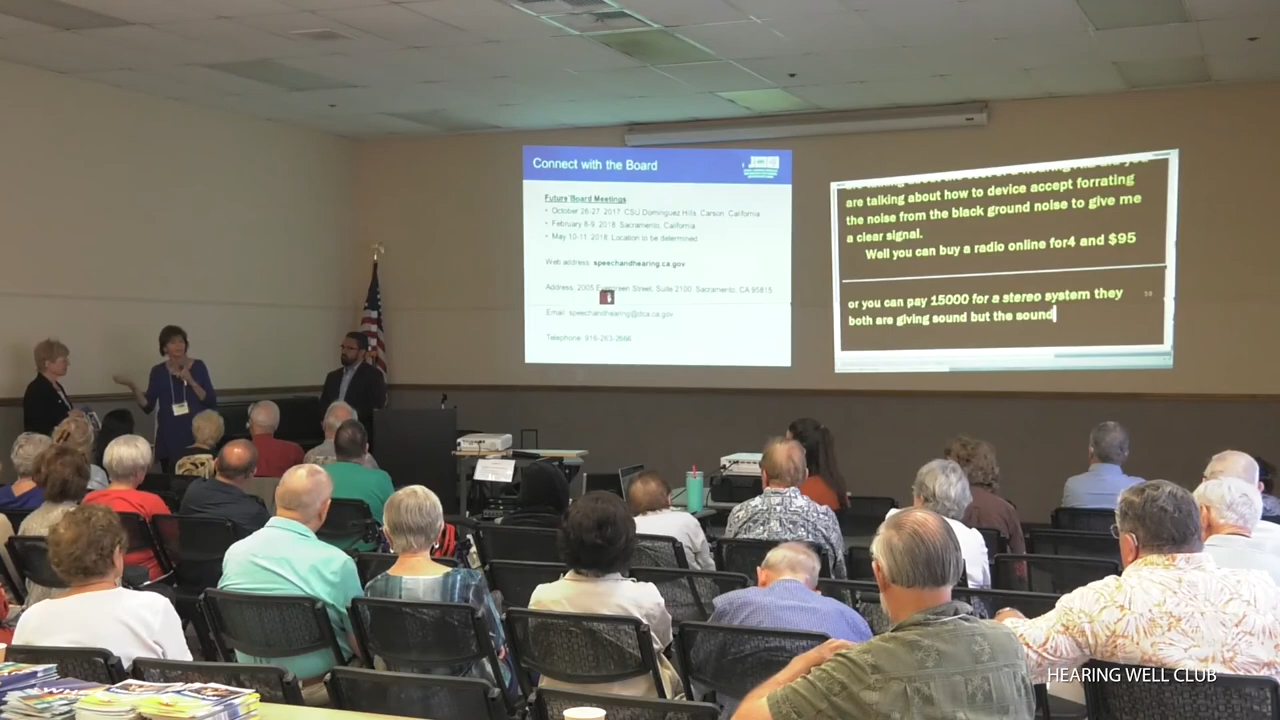 Connect with the Board
Future Board Meetings
• October 26-27, 2017: CSU Dominguez Hills, Carson, California
• February 8-9, 2018: Sacramento, California
• May 10-11, 2018: Location to be determined
Web address: speechandhearing.ca.gov
Address: 2005 Evergreen Street, Suite 2100, Sacramento, CA 95815
Email: speechandhearing@dca.ca.gov
Telephone: 916-263-2666
are talking about how to device accept forrating
the noise from the black ground noise to give me
a clear signal.
Well you can buy a radio online for4 and $95
or you can pay 15000 for a stereo system they
both are giving sound but the sound
HEARING WELL CLUB